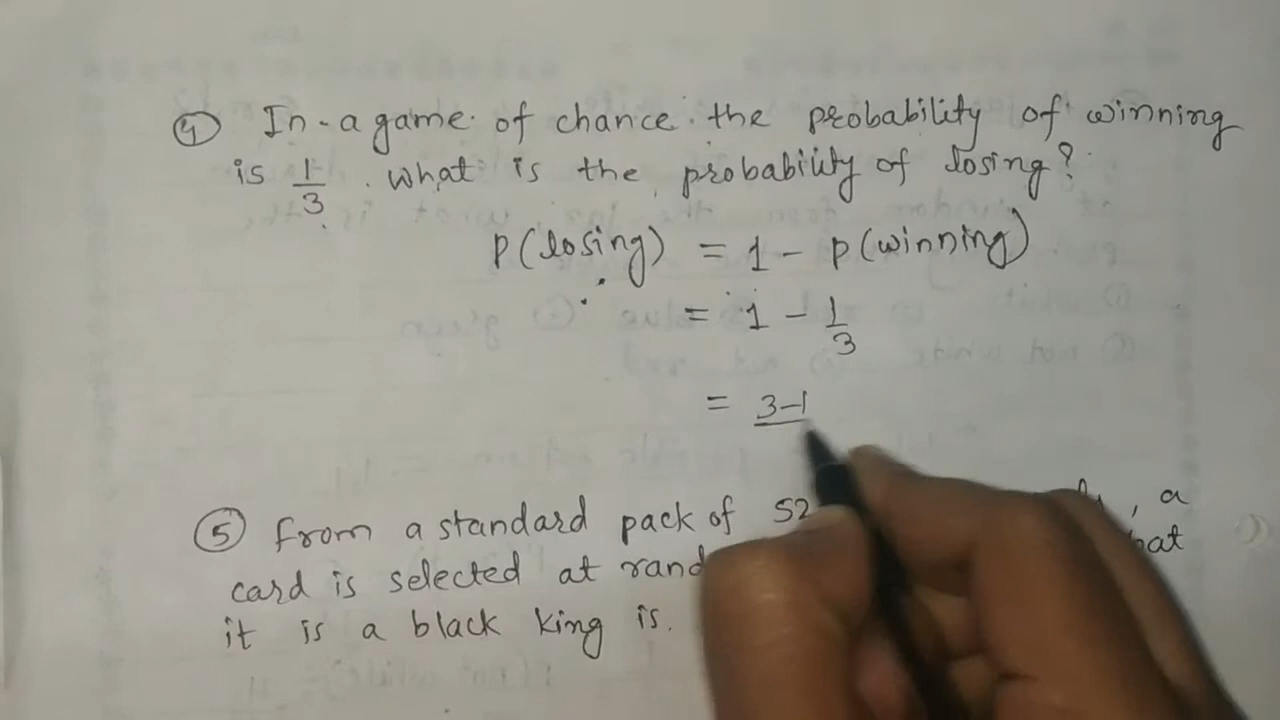 ④ In a game of chance the probability of winning
is 1/3. What is the probability of losing?
P(losing) = 1 - P(winning)
= 1 - 1/3
= 3-1
⑤ From a standard pack of 52 , a
card is selected at
it is a black king is.